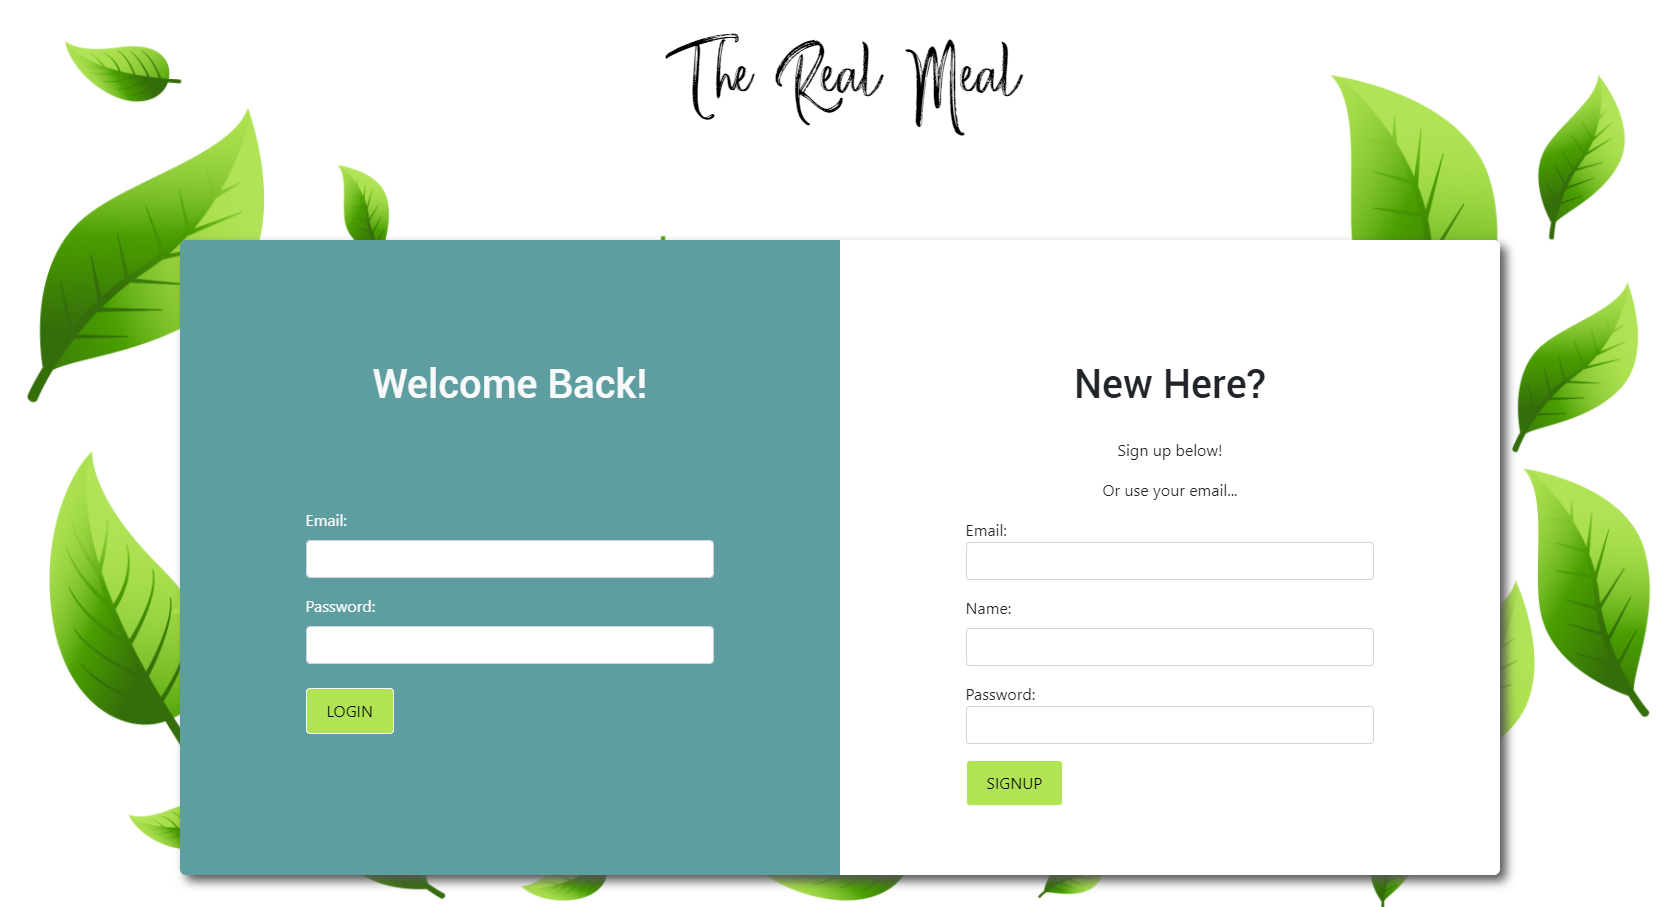 The Real Meal
Welcome Back!
Email:
Password:
LOGIN
New Here?
Sign up below!
Or use your email...
Email:
Name:
Password:
SIGNUP